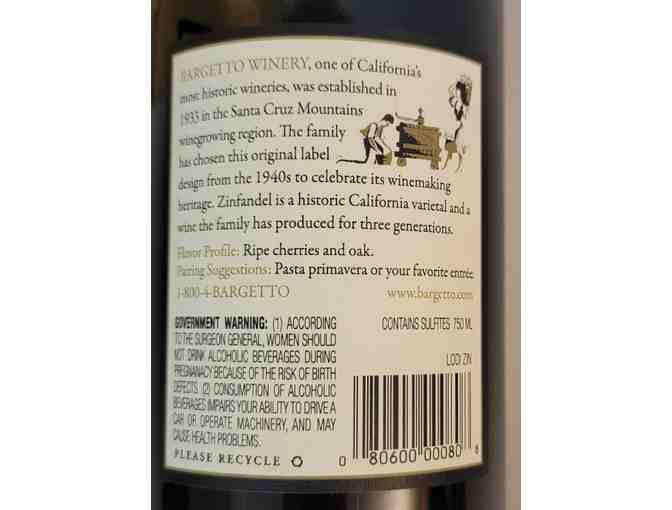 BARGETTO WINERY, one of California's
most historic wineries, was established in
1933 in the Santa Cruz Mountains
winegrowing region. The family
has chosen this original label
design from the 1940s to celebrate its winemaking
heritage. Zinfandel is a historic California varietal and a
wine the family has produced for three generations.
Flavor Profile: Ripe cherries and oak.
Pairing Suggestions: Pasta primavera or your favorite entrée
1-800-4-BARGETTO www.bargetto.com
GOVERNMENT WARNING: (1) ACCORDING
TO THE SURGEON GENERAL, WOMEN SHOULD
NOT DRINK ALCOHOLIC BEVERAGES DURING
PREGNANACY BECAUSE OF THE RISK OF BIRTH
DEFECTS. (2) CONSUMPTION OF ALCOHOLIC
BEVERAGES IMPAIRS YOUR ABILITY TO DRIVE A
CAR OR OPERATE MACHINERY, AND MAY
CAUSE HEALTH PROBLEMS.
PLEASE RECYCLE
CONTAINS SULFITES 750 ML
LODI ZIN
0 80600 00080 8